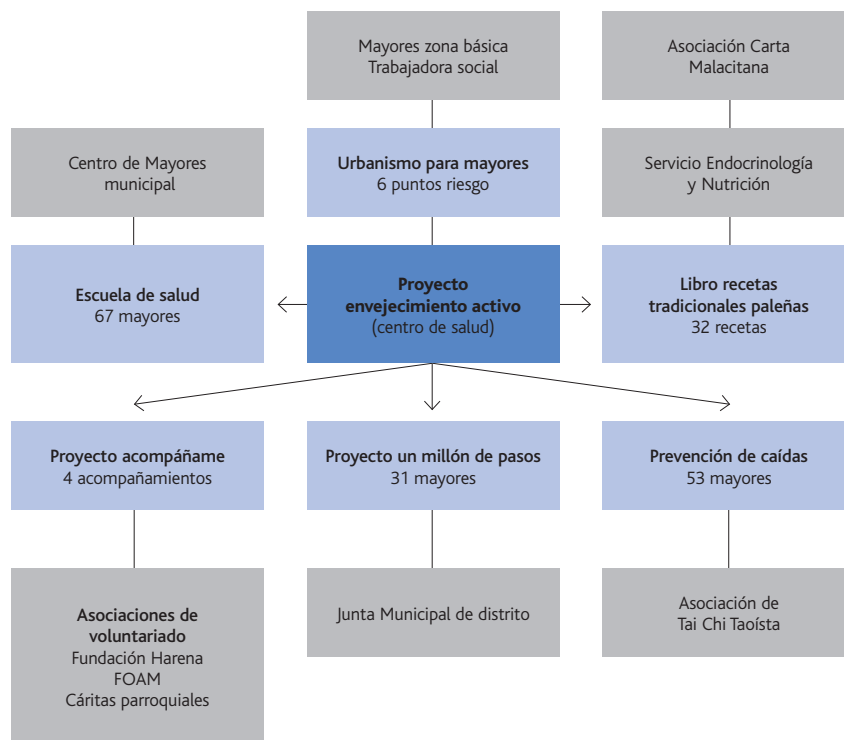 Mayores zona básica
Trabajadora social
Asociación Carta
Malacitana
Centro de Mayores
municipal
Urbanismo para mayores
6 puntos riesgo
Servicio Endocrinología
y Nutrición
Escuela de salud
67 mayores
Proyecto
envejecimiento activo
(centro de salud)
Libro recetas
tradicionales paleñas
32 recetas
Proyecto acompáñame
4 acompañamientos
Proyecto un millón de pasos
31 mayores
Prevención de caídas
53 mayores
Asociaciones de
voluntariado
Fundación Harena
FOAM
Cáritas parroquiales
Junta Municipal de distrito
Asociación de
Tai Chi Taoísta